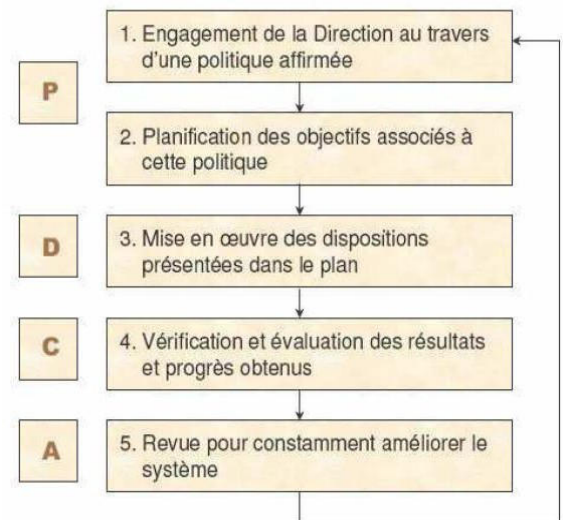 1. Engagement de la Direction au travers
d'une politique affirmée
P
2. Planification des objectifs associés à
cette politique
D
3. Mise en œuvre des dispositions
présentées dans le plan
C
4. Vérification et évaluation des résultats
et progrès obtenus
A
5. Revue pour constamment améliorer le
système